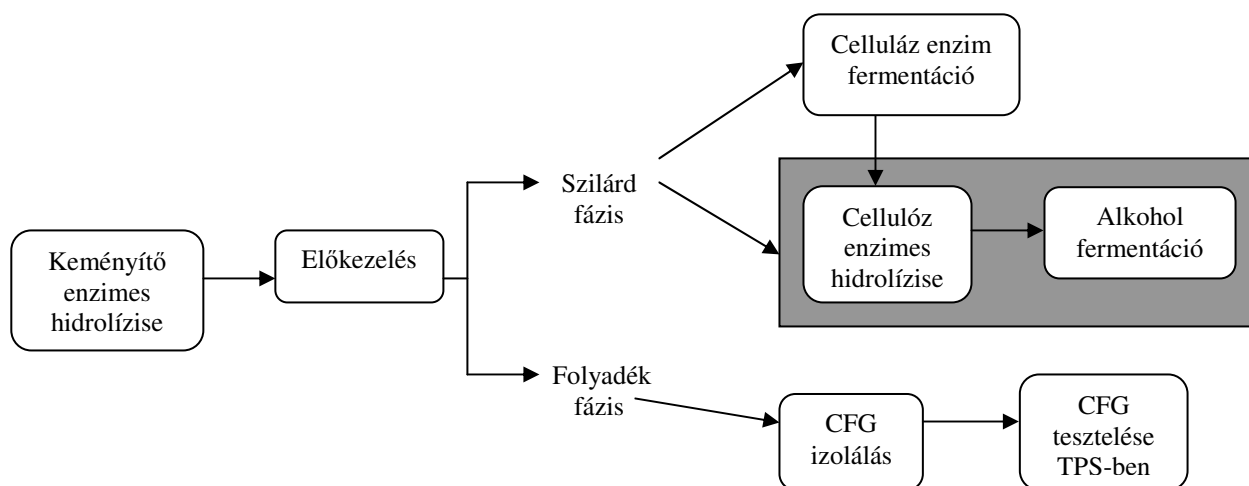 Celluláz enzim
fermentáció
Szilárd
fázis
Cellulóz
enzimes
hidrolízise
Alkohol
fermentáció
Keményítő
enzimes
hidrolízise
Előkezelés
Folyadék
fázis
CFG
izolálás
CFG
tesztelése
TPS-ben